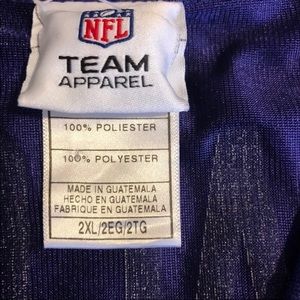 NFL
TEAM
APPAREL
100% POLIESTER
100% POLYESTER
MADE IN GUATEMALA
HECHO EN GUATEMALA
FABRIQUE EN GUATEMALA
2XL/2EG/2TG